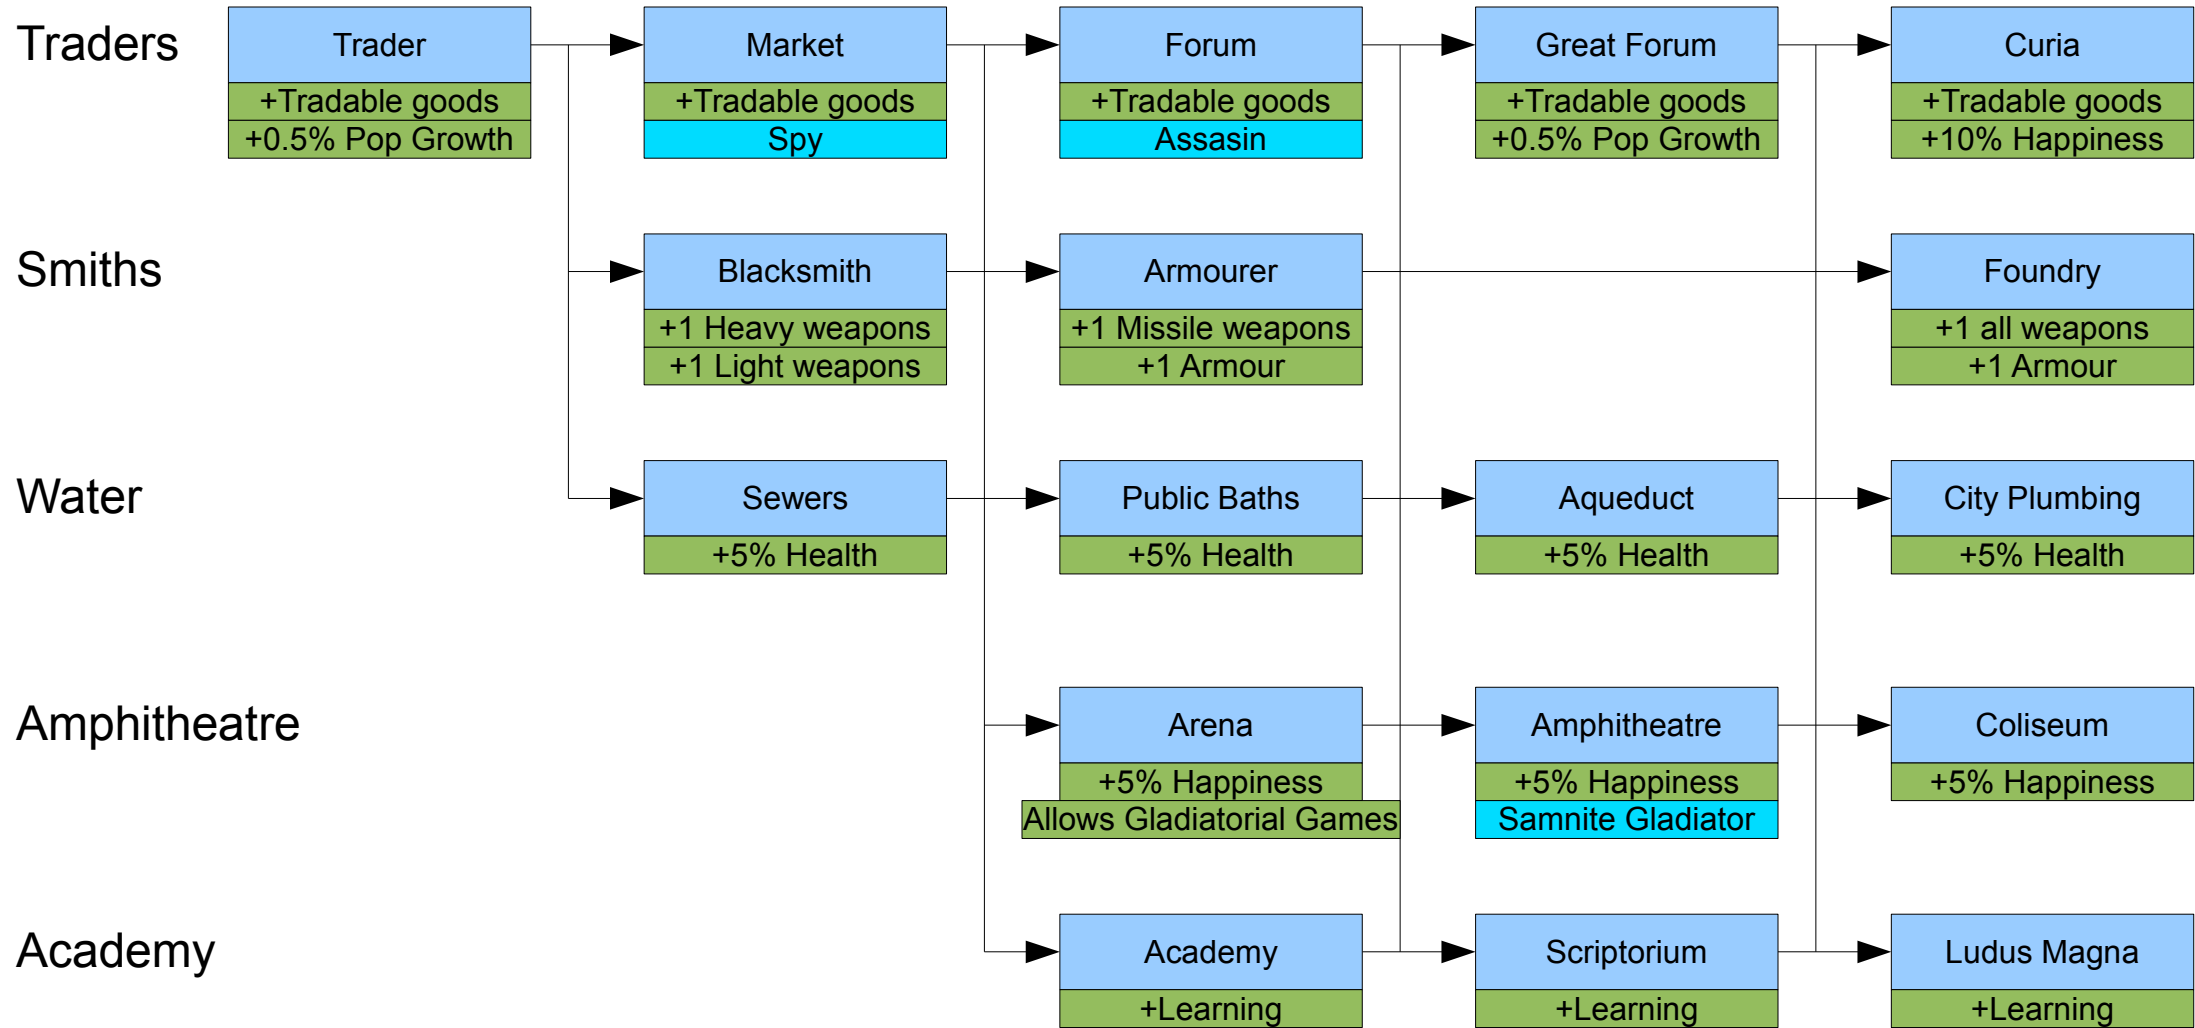 Traders
Trader
Market
Forum
Great Forum
Curia
+Tradable goods
+Tradable goods
+Tradable goods
+Tradable goods
+Tradable goods
+0.5% Pop Growth
Spy
Assasin
+0.5% Pop Growth
+10% Happiness
Smiths
Blacksmith
Armourer
Foundry
+1 Heavy weapons
+1 Missile weapons
+1 all weapons
+1 Light weapons
+1 Armour
+1 Armour
Water
Sewers
Public Baths
Aqueduct
City Plumbing
+5% Health
+5% Health
+5% Health
+5% Health
Amphitheatre
Arena
Amphitheatre
Coliseum
+5% Happiness
+5% Happiness
+5% Happiness
Allows Gladiatorial Games
Samnite Gladiator
Academy
Academy
Scriptorium
Ludus Magna
+Learning
+Learning
+Learning